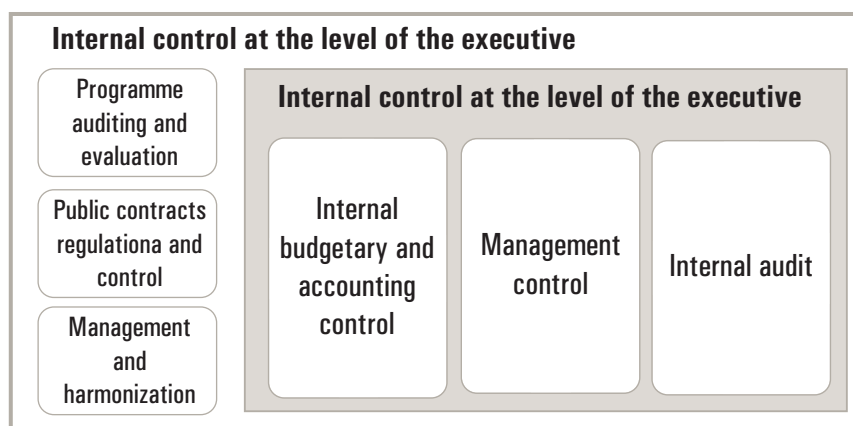 Internal control at the level of the executive
Programme
auditing and
evaluation
Public contracts
regulationa and
control
Management
and
harmonization
Internal control at the level of the executive
Internal
budgetary and
accounting
control
Management
control
Internal audit